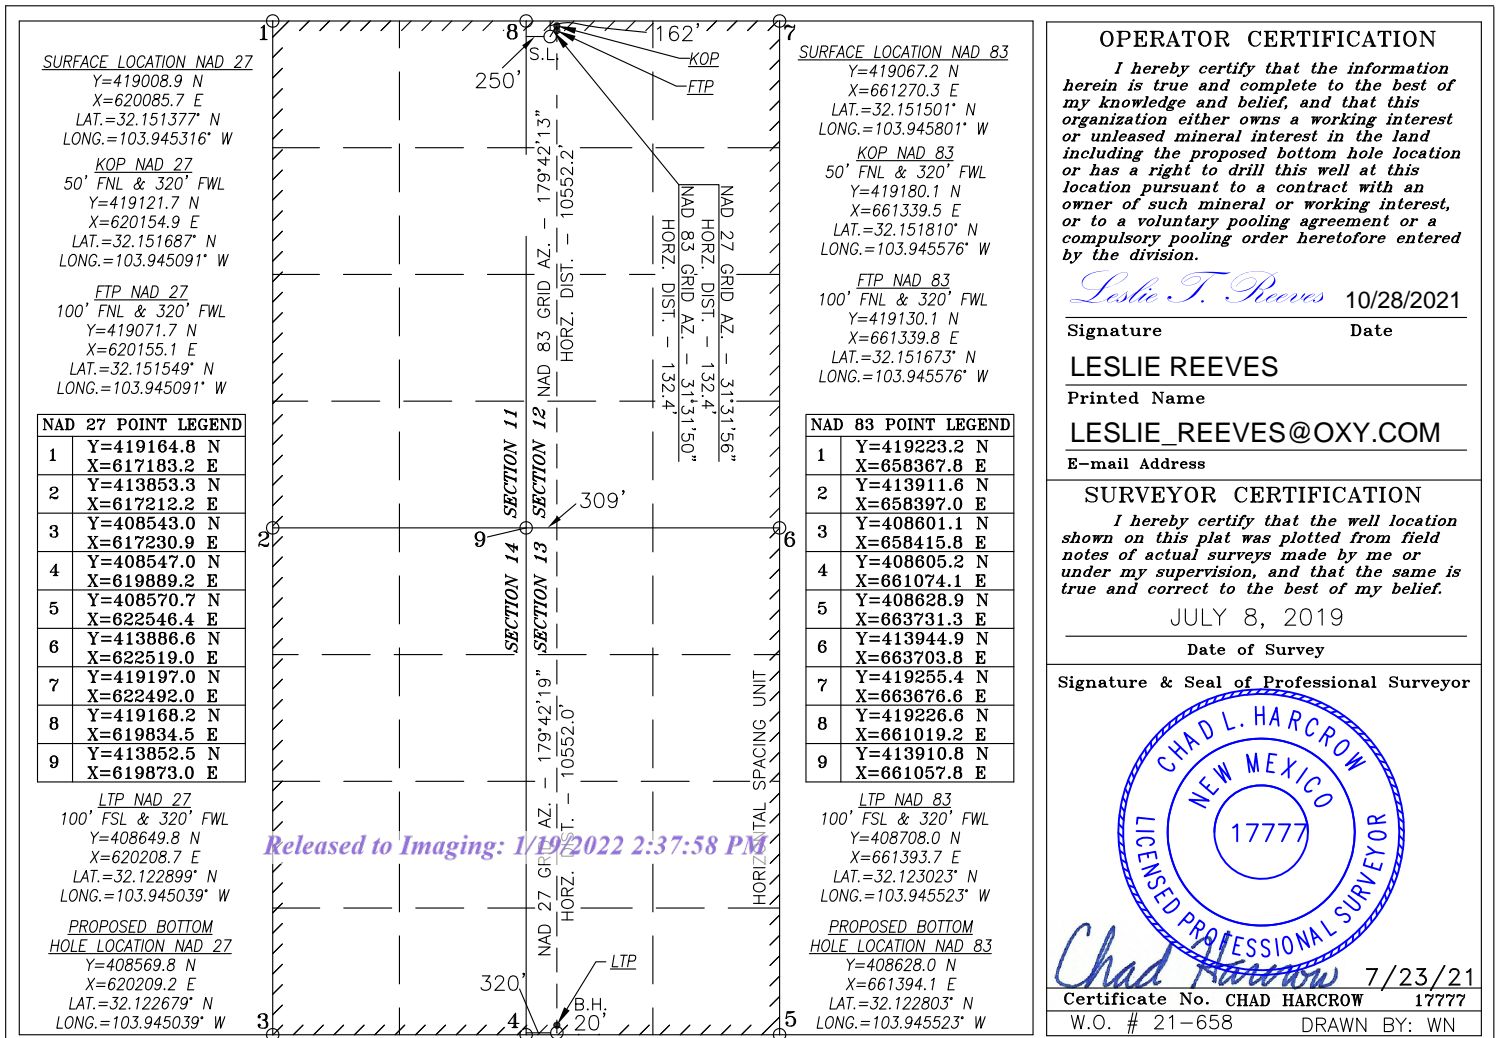 SURFACE LOCATION NAD 27
Y=419008.9 N
X=620085.7 E
LAT.=32.151377° N
LONG.=103.945316° W
KOP NAD 27
50' FNL & 320' FWL
Y=419121.7 N
X=620154.9 E
LAT.=32.151687° N
LONG.=103.945091° W
FTP NAD 27
100' FNL & 320' FWL
Y=419071.7 N
X=620155.1 E
LAT.=32.151549° N
LONG.=103.945091° W
NAD 27 POINT LEGEND
1 Y=419164.8 N
X=617183.2 E
2 Y=413853.3 N
X=617212.2 E
3 Y=408543.0 N
X=617230.9 E
4 Y=408547.0 N
X=619889.2 E
5 Y=408570.7 N
X=622546.4 E
6 Y=413886.6 N
X=622519.0 E
7 Y=419197.0 N
X=622492.0 E
8 Y=419168.2 N
X=619834.5 E
9 Y=413852.5 N
X=619873.0 E
LTP NAD 27
100' FSL & 320' FWL
Y=408649.8 N
X=620208.7 E
LAT.=32.122899° N
LONG.=103.945039° W
PROPOSED BOTTOM
HOLE LOCATION NAD 27
Y=408569.8 N
X=620209.2 E
LAT.=32.122679° N
LONG.=103.945039° W
1
8
7
162'
S.L.
KOP
250'
FTP
NAD 83 GRID AZ. – 179°42'13"
HORZ. DIST. – 10552.2'
NAD 27 GRID AZ. – 31°31'56"
HORZ. DIST. – 132.4'
NAD 83 GRID AZ. – 31°31'50"
HORZ. DIST. – 132.4'
SECTION 11
SECTION 12
309'
2
9
6
SECTION 14
SECTION 13
NAD 27 GRID AZ. – 179°42'19"
HORZ. DIST. – 10552.0'
HORIZONTAL SPACING UNIT
Released to Imaging: 1/19/2022 2:37:58 PM
LTP
320'
B.H.
20'
3
4
5
SURFACE LOCATION NAD 83
Y=419067.2 N
X=661270.3 E
LAT.=32.151501° N
LONG.=103.945801° W
KOP NAD 83
50' FNL & 320' FWL
Y=419180.1 N
X=661339.5 E
LAT.=32.151810° N
LONG.=103.945576° W
FTP NAD 83
100' FNL & 320' FWL
Y=419130.1 N
X=661339.8 E
LAT.=32.151673° N
LONG.=103.945576° W
NAD 83 POINT LEGEND
1 Y=419223.2 N
X=658367.8 E
2 Y=413911.6 N
X=658397.0 E
3 Y=408601.1 N
X=658415.8 E
4 Y=408605.2 N
X=661074.1 E
5 Y=408628.9 N
X=663731.3 E
6 Y=413944.9 N
X=663703.8 E
7 Y=419255.4 N
X=663676.6 E
8 Y=419226.6 N
X=661019.2 E
9 Y=413910.8 N
X=661057.8 E
LTP NAD 83
100' FSL & 320' FWL
Y=408708.0 N
X=661393.7 E
LAT.=32.123023° N
LONG.=103.945523° W
PROPOSED BOTTOM
HOLE LOCATION NAD 83
Y=408628.0 N
X=661394.1 E
LAT.=32.122803° N
LONG.=103.945523° W
OPERATOR CERTIFICATION
I hereby certify that the information
herein is true and complete to the best of
my knowledge and belief, and that this
organization either owns a working interest
or unleased mineral interest in the land
including the proposed bottom hole location
or has a right to drill this well at this
location pursuant to a contract with an
owner of such mineral or working interest,
or to a voluntary pooling agreement or a
compulsory pooling order heretofore entered
by the division.
Leslie T. Reeves 10/28/2021
Signature Date
LESLIE REEVES
Printed Name
LESLIE_REEVES@OXY.COM
E-mail Address
SURVEYOR CERTIFICATION
I hereby certify that the well location
shown on this plat was plotted from field
notes of actual surveys made by me or
under my supervision, and that the same is
true and correct to the best of my belief.
JULY 8, 2019
Date of Survey
Signature & Seal of Professional Surveyor
CHAD L. HARCROW
NEW MEXICO
17777
LICENSED PROFESSIONAL SURVEYOR
Chad Harcrow 7/23/21
Certificate No. CHAD HARCROW 17777
W.O. # 21-658 DRAWN BY: WN